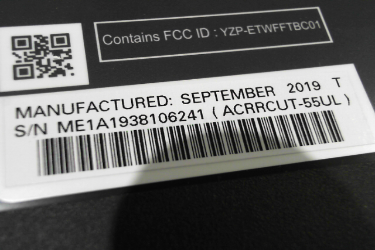 Contains FCC ID : YZP-ETWFFTBC01
MANUFACTURED: SEPTEMBER 2019 T
S/N ME1A1938106241 ( ACRRCUT-55UL )